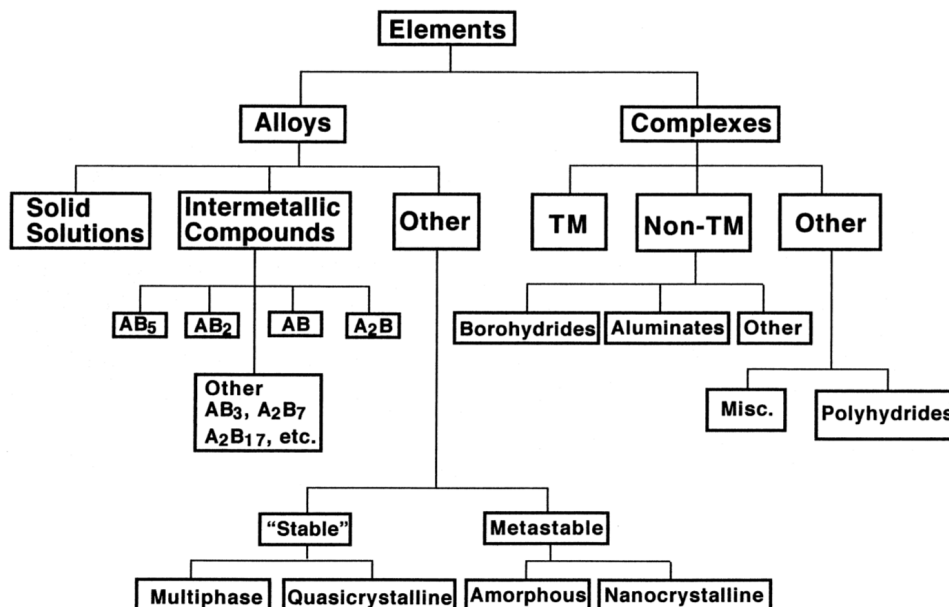 Elements
Alloys
Complexes
Solid
Solutions
Intermetallic
Compounds
Other
TM
Non-TM
Other
AB₅
AB₂
AB
A₂B
Borohydrides
Aluminates
Other
Other
AB₃, A₂B₇
A₂B₁₇, etc.
Misc.
Polyhydrides
“Stable”
Metastable
Multiphase
Quasicrystalline
Amorphous
Nanocrystalline